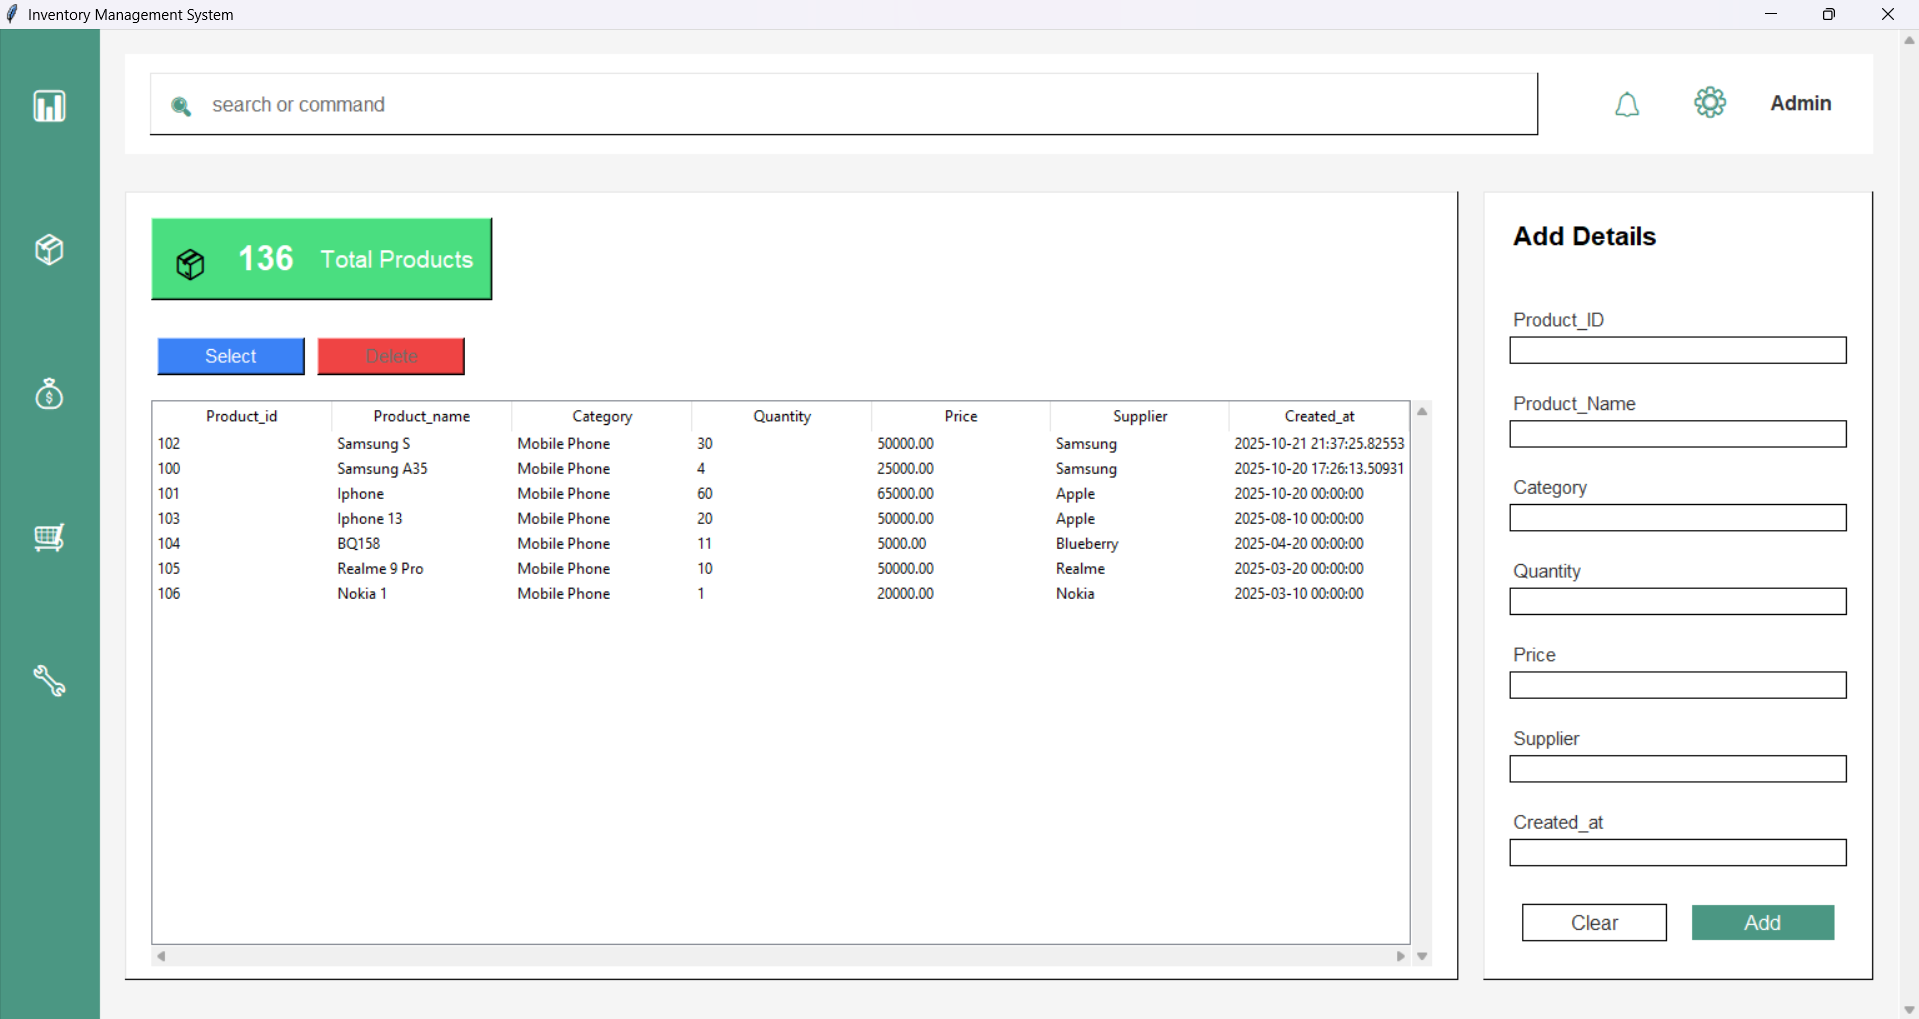 Inventory Management System
search or command
Admin
136 Total Products
Select Delete
Product_id Product_name Category Quantity Price Supplier Created_at
102 Samsung S Mobile Phone 30 50000.00 Samsung 2025-10-21 21:37:25.82553
100 Samsung A35 Mobile Phone 4 25000.00 Samsung 2025-10-20 17:26:13.50931
101 Iphone Mobile Phone 60 65000.00 Apple 2025-10-20 00:00:00
103 Iphone 13 Mobile Phone 20 50000.00 Apple 2025-08-10 00:00:00
104 BQ158 Mobile Phone 11 5000.00 Blueberry 2025-04-20 00:00:00
105 Realme 9 Pro Mobile Phone 10 50000.00 Realme 2025-03-20 00:00:00
106 Nokia 1 Mobile Phone 1 20000.00 Nokia 2025-03-10 00:00:00
Add Details
Product_ID
Product_Name
Category
Quantity
Price
Supplier
Created_at
Clear Add